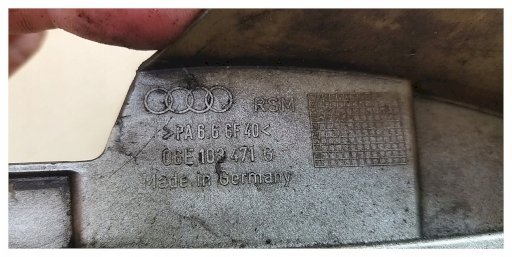 RSM
>PA 6.6 GF 40<
06E 103 471 G
Made in Germany